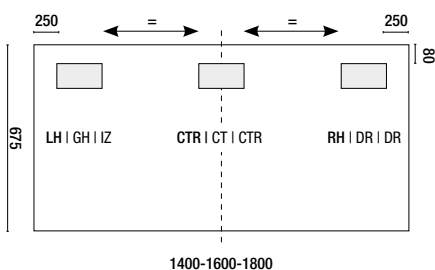 250 = = 250
80
675
LH | GH | IZ CTR | CT | CTR RH | DR | DR
1400-1600-1800